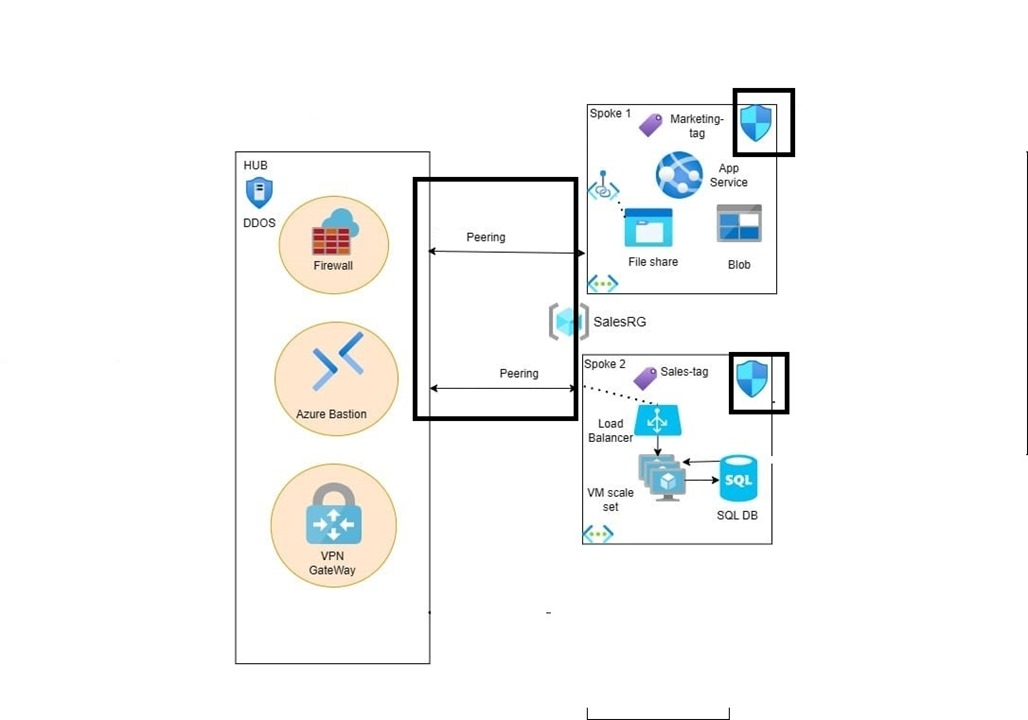 HUB
DDOS
Firewall
Azure Bastion
VPN
GateWay
Peering
Peering
Spoke 1
Marketing-
tag
App
Service
File share
Blob
SalesRG
Spoke 2
Sales-tag
Load
Balancer
VM scale
set
SQL
SQL DB